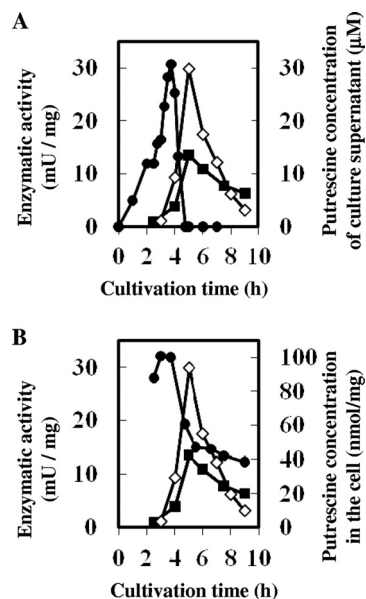 A
Enzymatic activity
(mU / mg)
30
20
10
0
30
20
10
0
Putrescine concentration
of culture supernatant (μM)
0 2 4 6 8 10
Cultivation time (h)
B
Enzymatic activity
(mU / mg)
30
20
10
0
100
80
60
40
20
0
Putrescine concentration
in the cell (nmol/mg)
0 2 4 6 8 10
Cultivation time (h)